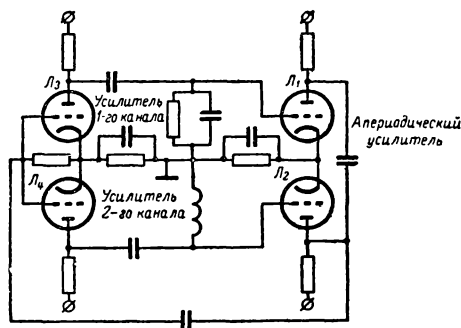 Л₃
Л₁
Усилитель
1-го канала
Апериодический
усилитель
Л₄
Л₂
Усилитель
2-го канала